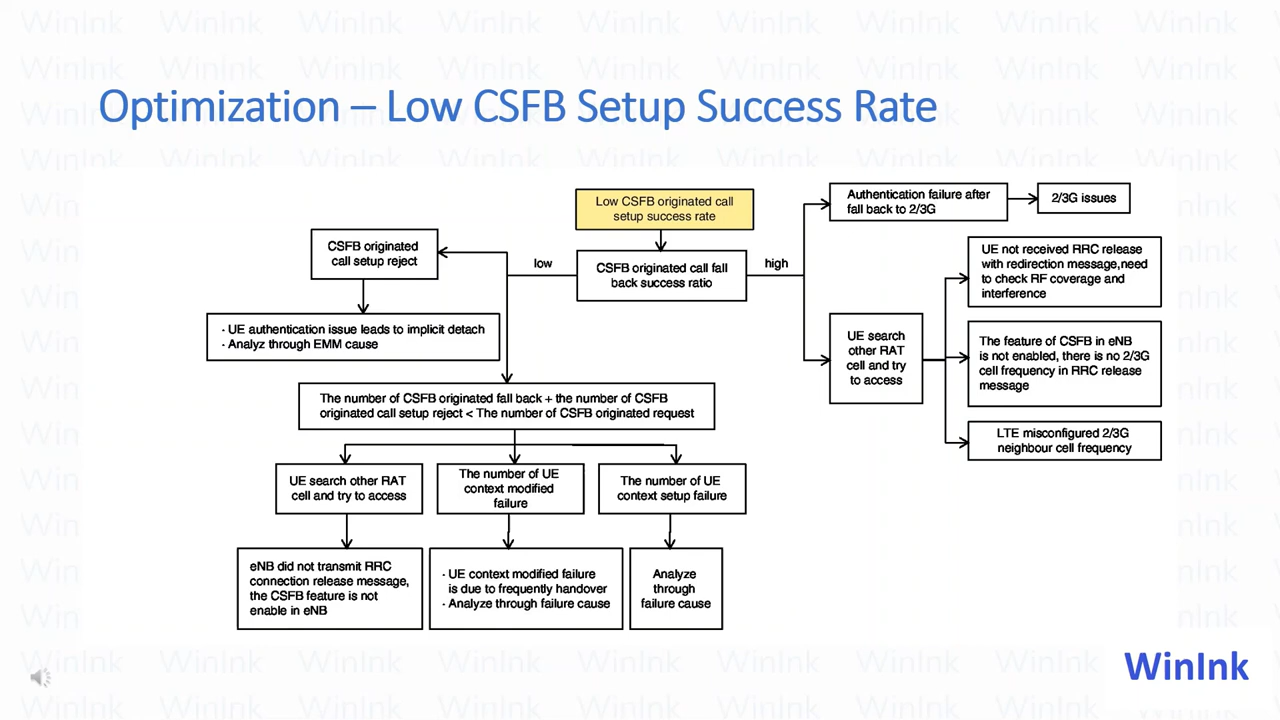 Optimization – Low CSFB Setup Success Rate
Low CSFB originated call
setup success rate
CSFB originated call fall
back success ratio
low
high
CSFB originated
call setup reject
· UE authentication issue leads to implicit detach
· Analyz through EMM cause
The number of CSFB originated fall back + the number of CSFB
originated call setup reject < The number of CSFB originated request
UE search other RAT
cell and try to access
The number of UE
context modified
failure
The number of UE
context setup failure
eNB did not transmit RRC
connection release message,
the CSFB feature is not
enable in eNB
· UE context modified failure
is due to frequently handover
· Analyze through failure cause
Analyze
through
failure cause
Authentication failure after
fall back to 2/3G
2/3G issues
UE search
other RAT
cell and try
to access
UE not received RRC release
with redirection message,need
to check RF coverage and
interference
The feature of CSFB in eNB
is not enabled, there is no 2/3G
cell frequency in RRC release
message
LTE misconfigured 2/3G
neighbour cell frequency
WinInk